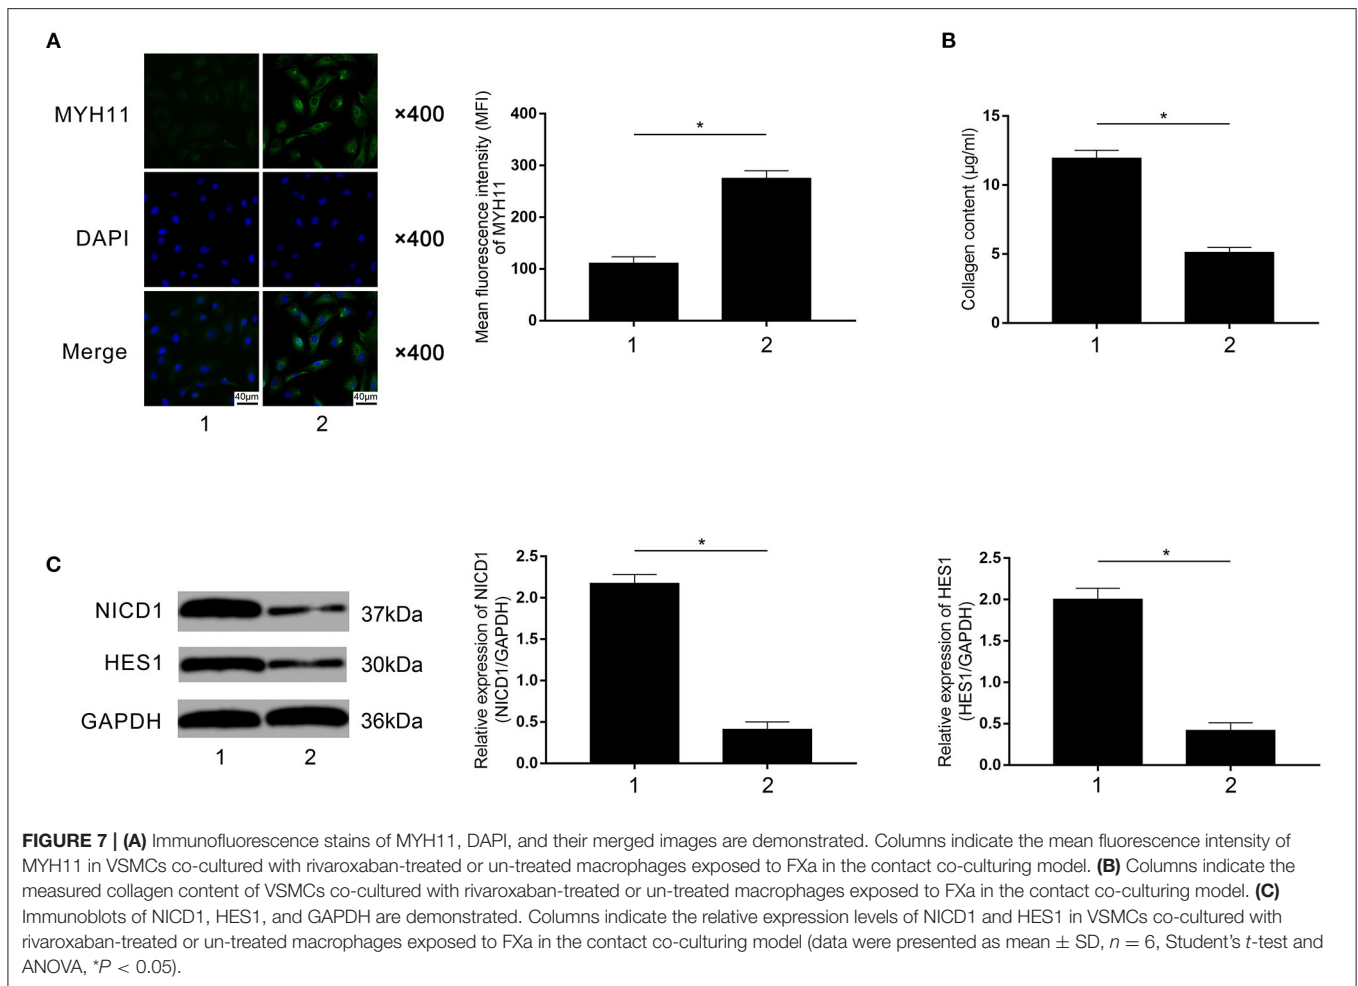 A
MYH11
×400
DAPI
×400
Merge
×400
40µm
40µm
1
2
Mean fluorescence intensity (MFI)
of MYH11
400
300
200
100
0
*
1
2
B
Collagen content (µg/ml)
15
10
5
0
*
1
2
C
NICD1
37kDa
HES1
30kDa
GAPDH
36kDa
1
2
Relative expression of NICD1
(NICD1/GAPDH)
2.5
2.0
1.5
1.0
0.5
0.0
*
1
2
Relative expression of HES1
(HES1/GAPDH)
2.5
2.0
1.5
1.0
0.5
0.0
*
1
2
FIGURE 7 | (A) Immunofluorescence stains of MYH11, DAPI, and their merged images are demonstrated. Columns indicate the mean fluorescence intensity of
MYH11 in VSMCs co-cultured with rivaroxaban-treated or un-treated macrophages exposed to FXa in the contact co-culturing model. (B) Columns indicate the
measured collagen content of VSMCs co-cultured with rivaroxaban-treated or un-treated macrophages exposed to FXa in the contact co-culturing model. (C)
Immunoblots of NICD1, HES1, and GAPDH are demonstrated. Columns indicate the relative expression levels of NICD1 and HES1 in VSMCs co-cultured with
rivaroxaban-treated or un-treated macrophages exposed to FXa in the contact co-culturing model (data were presented as mean ± SD, n = 6, Student's t-test and
ANOVA, *P < 0.05).